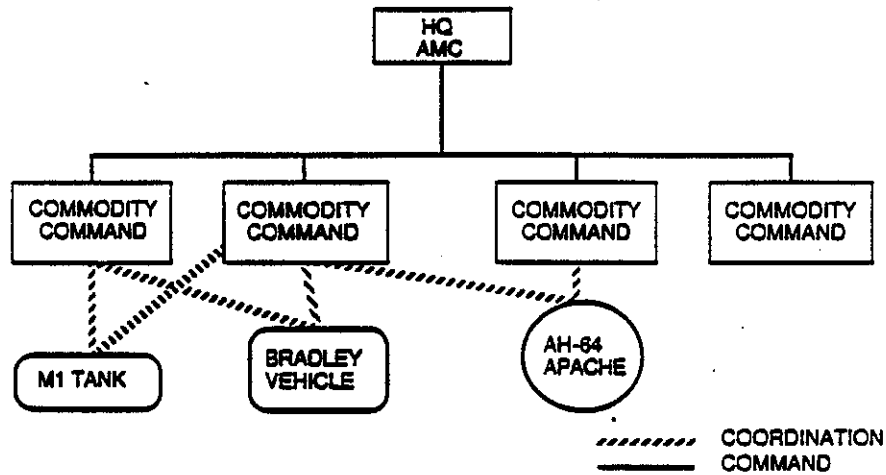 HQ
AMC
COMMODITY
COMMAND
COMMODITY
COMMAND
COMMODITY
COMMAND
COMMODITY
COMMAND
M1 TANK
BRADLEY
VEHICLE
AH-64
APACHE
COORDINATION
COMMAND